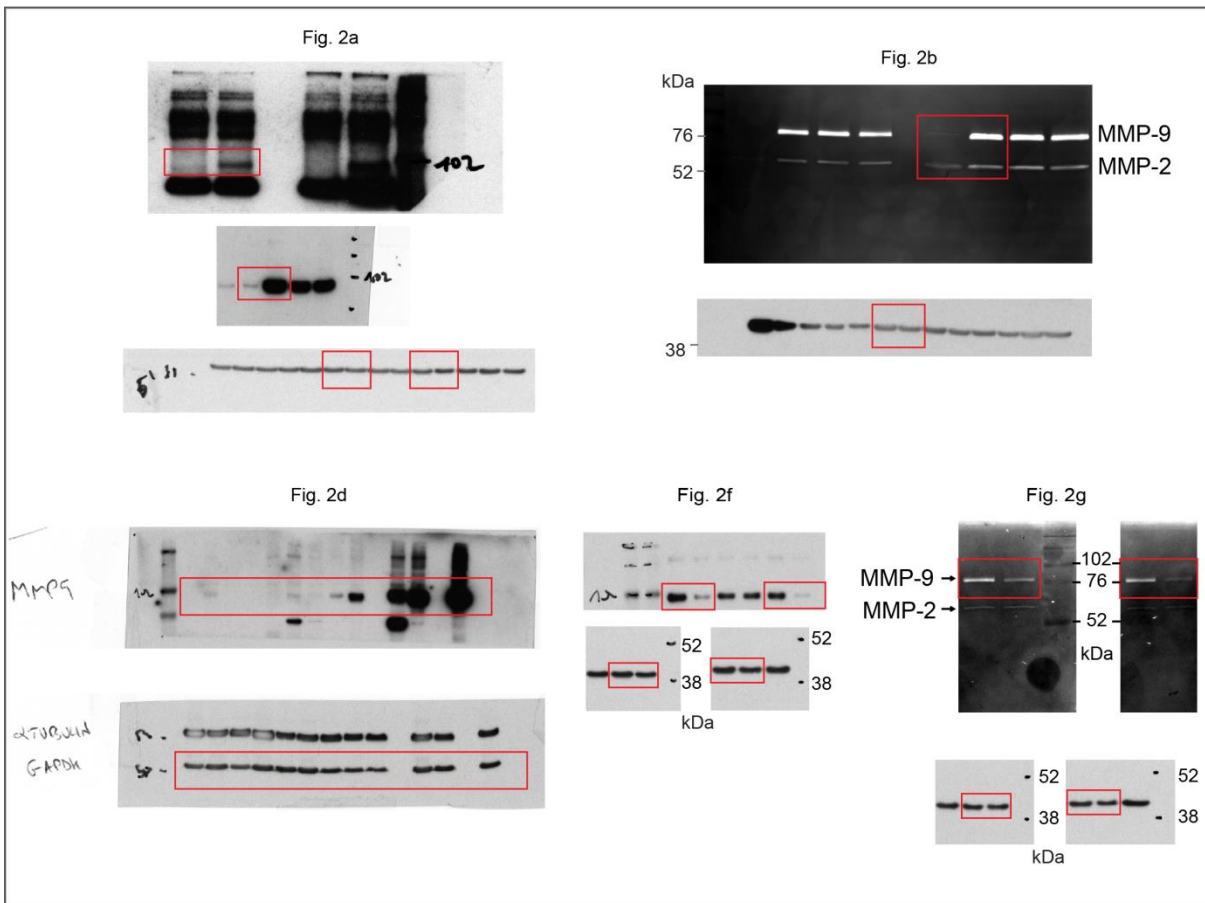 Fig. 2a
102
102
Fig. 2b
kDa
76
52
MMP-9
MMP-2
38
Fig. 2d
MMP9
αTUBULIN
GAPDH
Fig. 2f
52
38
52
38
kDa
Fig. 2g
MMP-9
MMP-2
102
76
52
kDa
52
38
52
38
kDa